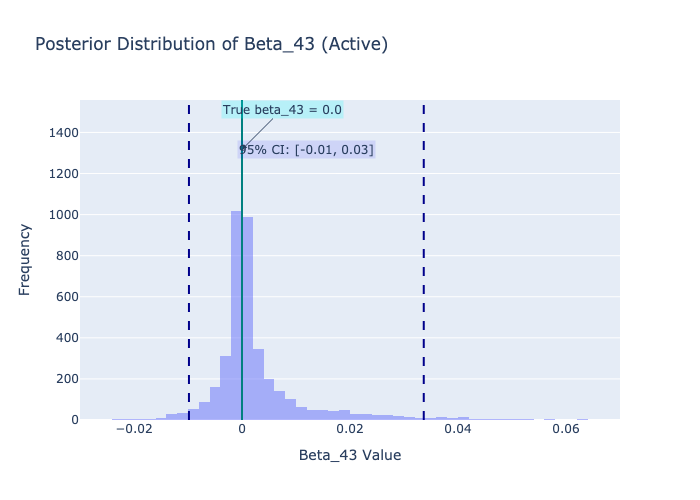 Posterior Distribution of Beta_43 (Active)
True beta_43 = 0.0
95% CI: [-0.01, 0.03]
1400
1200
1000
800
600
400
200
0
Frequency
−0.02
0
0.02
0.04
0.06
Beta_43 Value